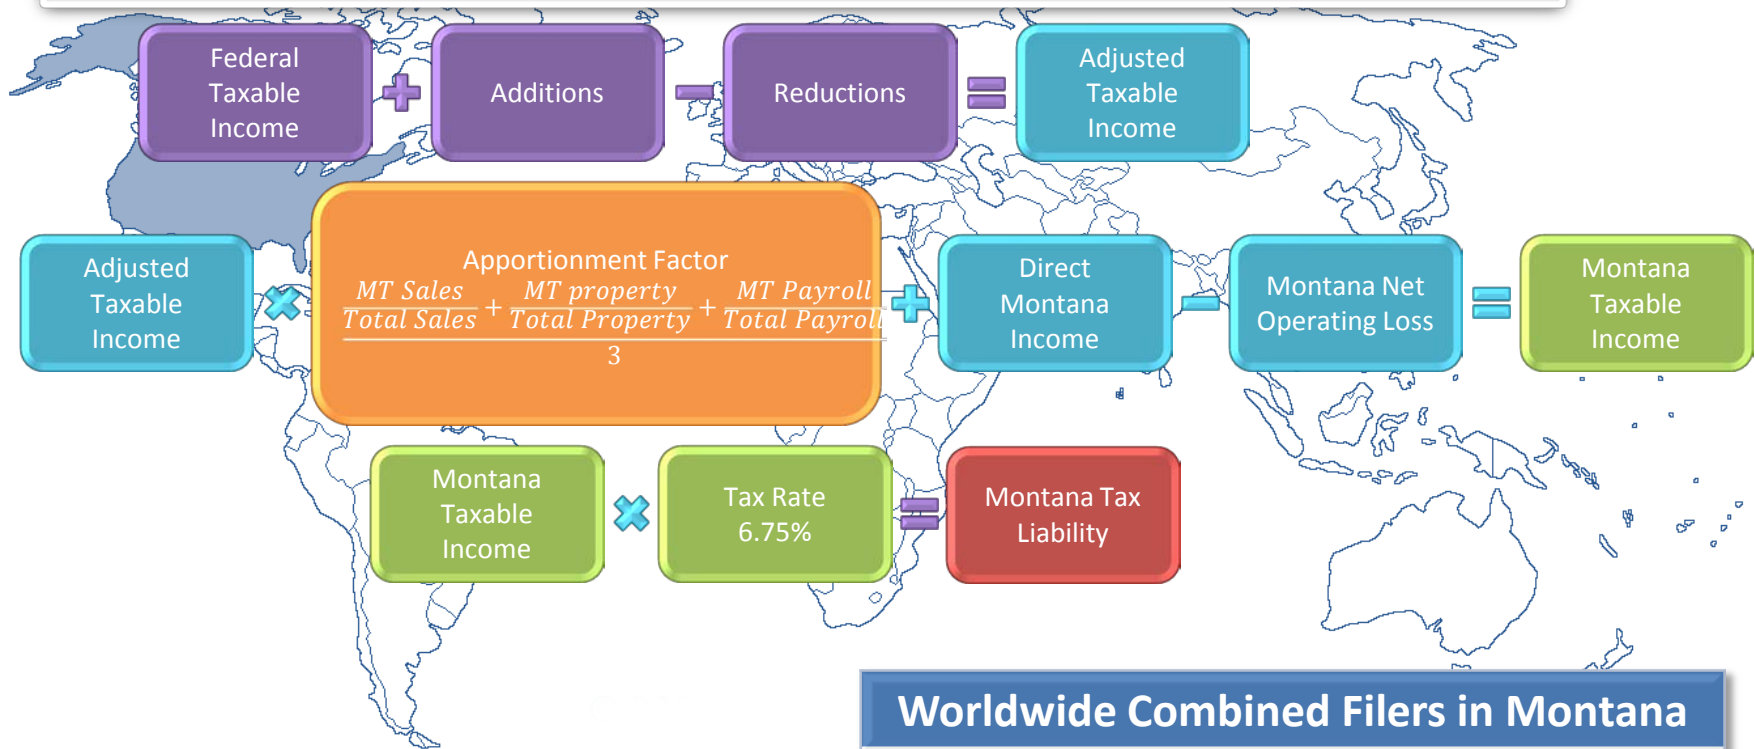 Federal
Taxable
Income
Additions
Reductions
Adjusted
Taxable
Income
Adjusted
Taxable
Income
Apportionment Factor
MT Sales / Total Sales + MT property / Total Property + MT Payroll / Total Payroll
3
Direct
Montana
Income
Montana Net
Operating Loss
Montana
Taxable
Income
Montana
Taxable
Income
Tax Rate
6.75%
Montana Tax
Liability
Worldwide Combined Filers in Montana